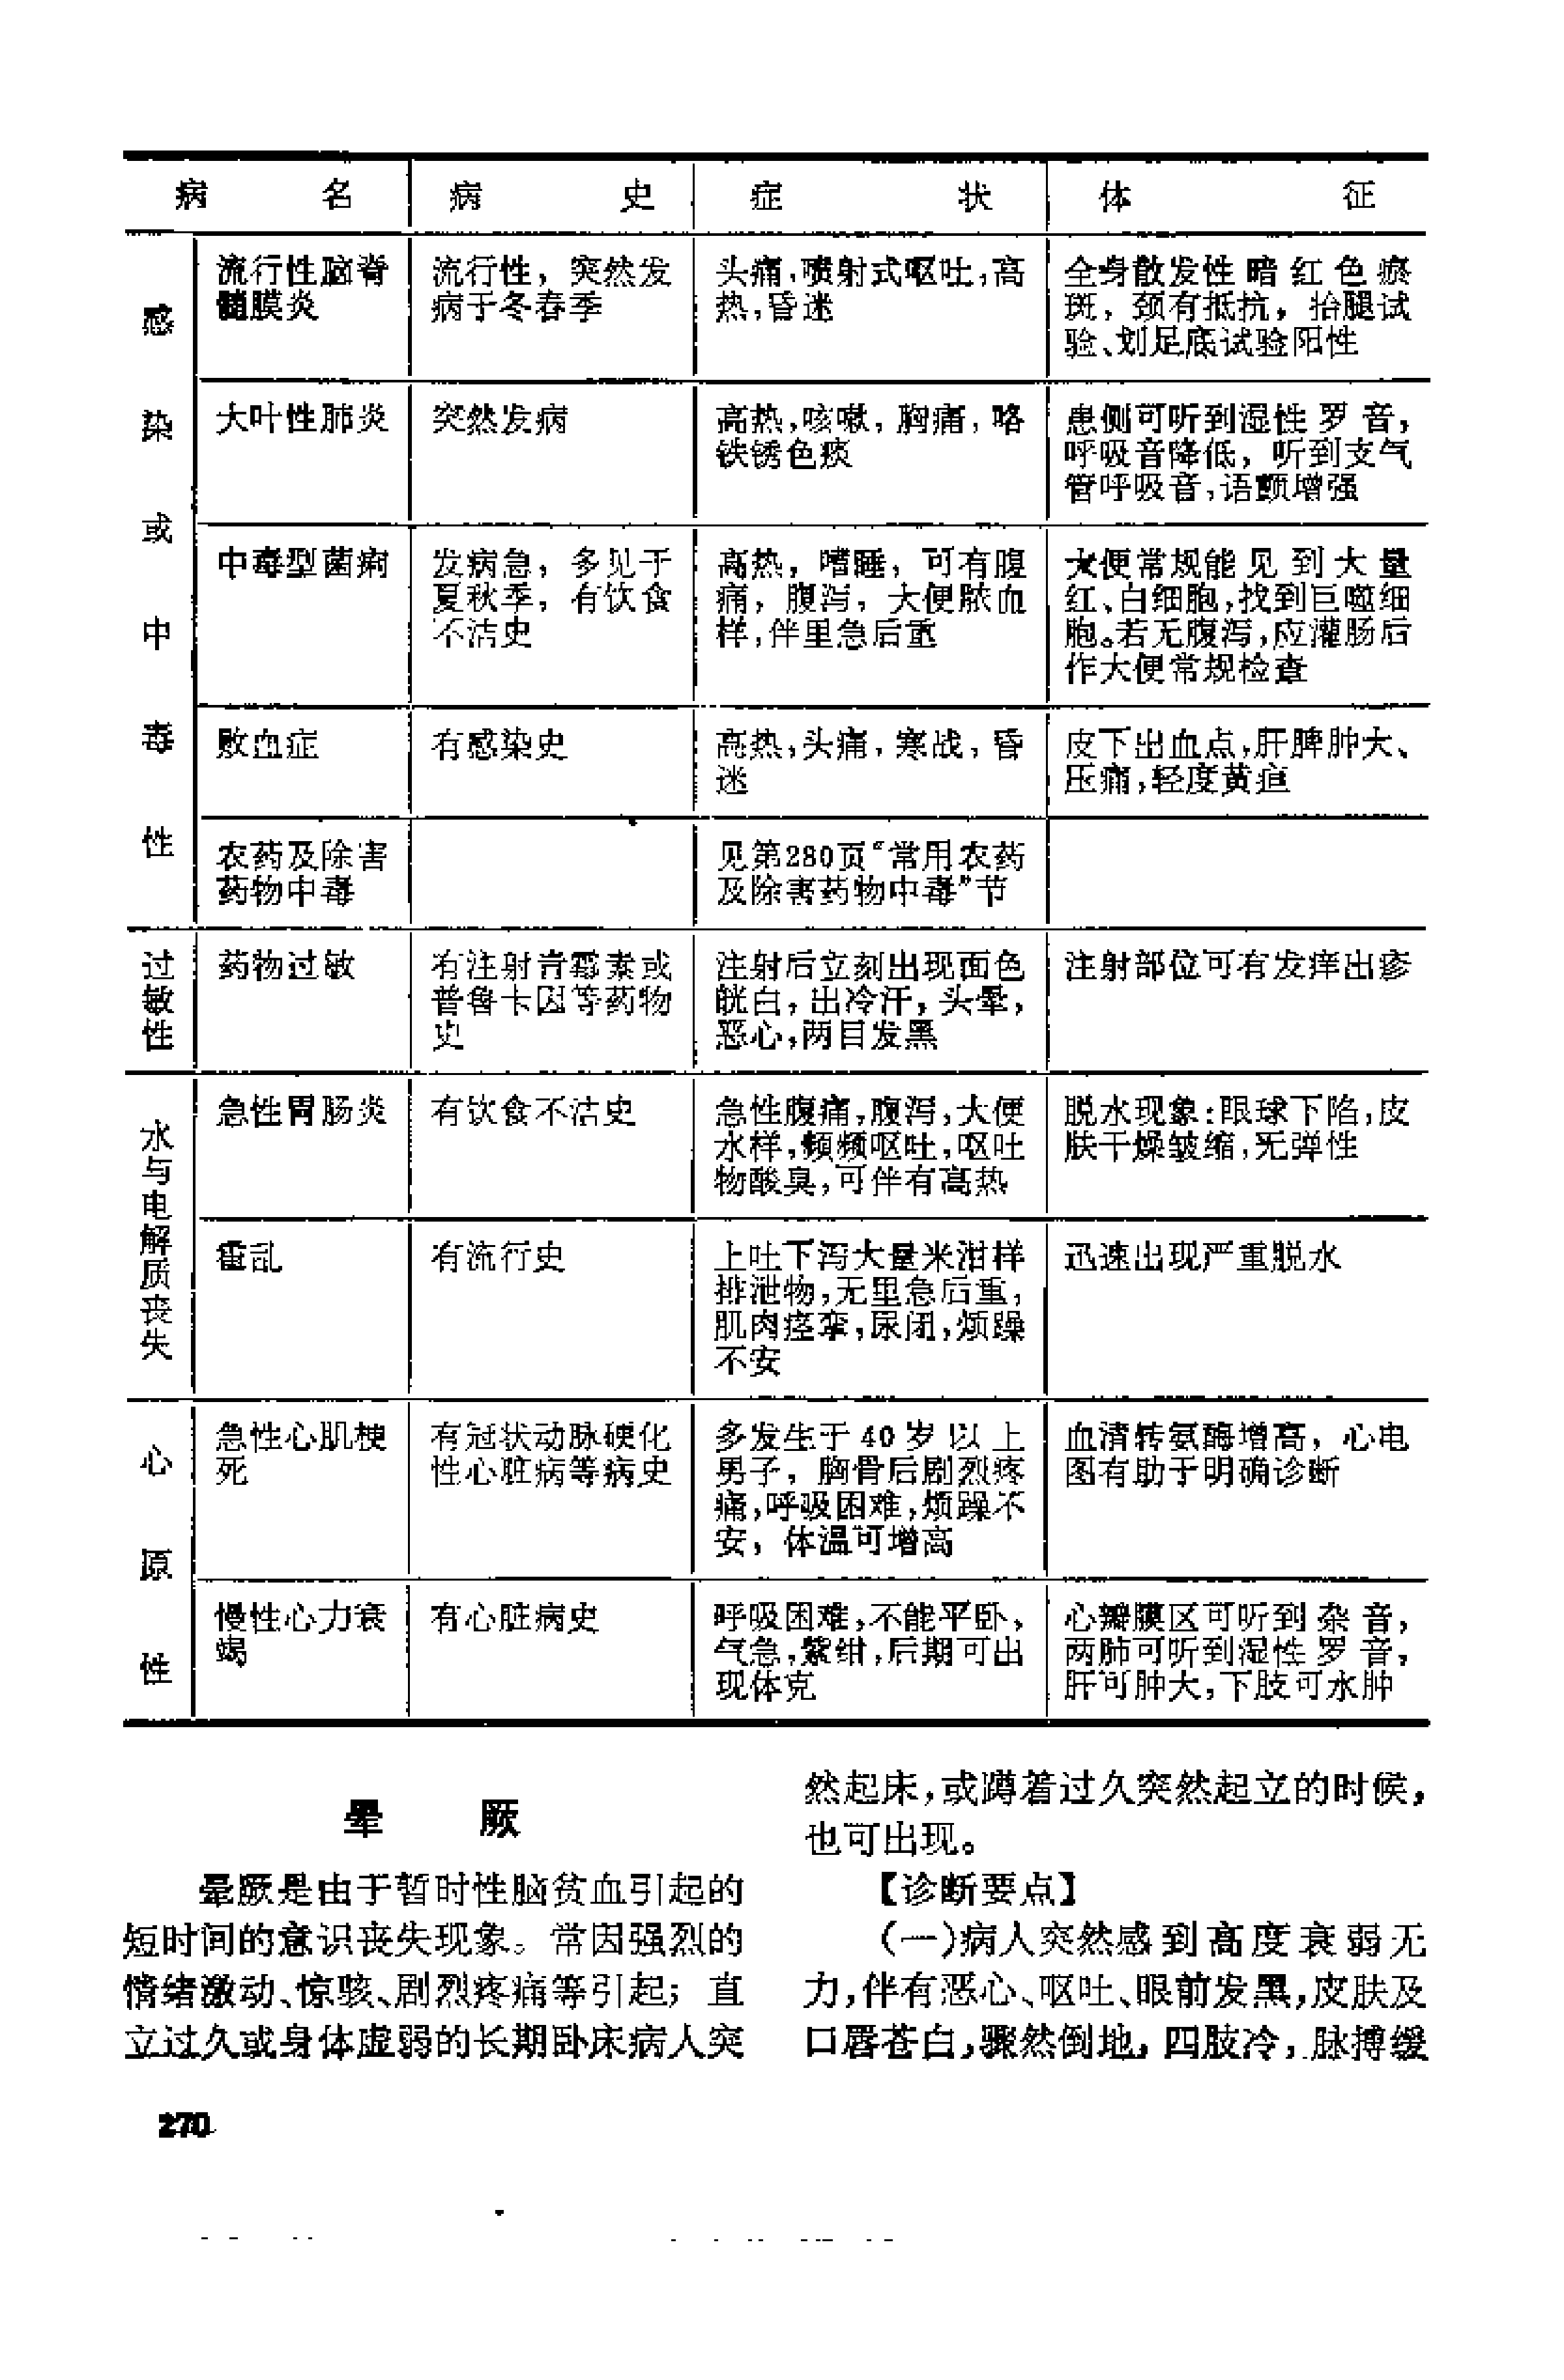 病名 病史 症状 体征
感染或中毒性
流行性脑脊
髓膜炎
流行性，突然发
病于冬春季
头痛，喷射式呕吐，高
热，昏迷
全身散发性暗红色瘀
斑，颈有抵抗，抬腿试
验、划足底试验阳性
大叶性肺炎
突然发病
高热，咳嗽，胸痛，咯
铁锈色痰
患侧可听到湿性罗音，
呼吸音降低，听到支气
管呼吸音，语颤增强
中毒型菌痢
发病急，多见于
夏秋季，有饮食
不洁史
高热，嗜睡，可有腹
痛，腹泻，大便脓血
样，伴里急后重
大便常规能见到大量
红、白细胞，找到巨噬细
胞。若无腹泻，应灌肠后
作大便常规检查
败血症
有感染史
高热，头痛，寒战，昏
迷
皮下出血点，肝脾肿大、
压痛，轻度黄疸
农药及除害
药物中毒
见第280页“常用农药
及除害药物中毒”节
过敏性
药物过敏
有注射青霉素或
普鲁卡因等药物
史
注射后立刻出现面色
㿠白，出冷汗，头晕，
恶心，两目发黑
注射部位可有发痒出疹
水与电解质丧失
急性胃肠炎
有饮食不洁史
急性腹痛，腹泻，大便
水样，频频呕吐，呕吐
物酸臭，可伴有高热
脱水现象：眼球下陷，皮
肤干燥皱缩，无弹性
霍乱
有流行史
上吐下泻大量米泔样
排泄物，无里急后重，
肌肉痉挛，尿闭，烦躁
不安
迅速出现严重脱水
心原性
急性心肌梗
死
有冠状动脉硬化
性心脏病等病史
多发生于40岁以上
男子，胸骨后剧烈疼
痛，呼吸困难，烦躁不
安，体温可增高
血清转氨酶增高，心电
图有助于明确诊断
慢性心力衰
竭
有心脏病史
呼吸困难，不能平卧，
气急，紫绀，后期可出
现休克
心瓣膜区可听到杂音，
两肺可听到湿性罗音，
肝可肿大，下肢可水肿
晕厥
晕厥是由于暂时性脑贫血引起的
短时间的意识丧失现象。常因强烈的
情绪激动、惊骇、剧烈疼痛等引起；直
立过久或身体虚弱的长期卧床病人突
然起床，或蹲着过久突然起立的时候，
也可出现。
【诊断要点】
（一）病人突然感到高度衰弱无
力，伴有恶心、呕吐、眼前发黑，皮肤及
口唇苍白，骤然倒地，四肢冷，脉搏缓
270